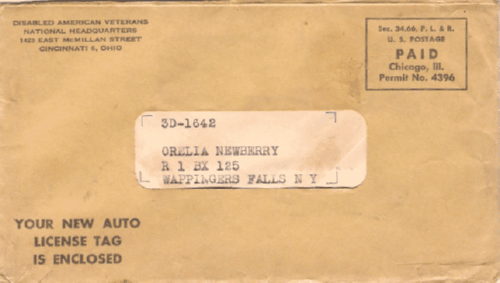 DISABLED AMERICAN VETERANS
NATIONAL HEADQUARTERS
1423 EAST McMILLAN STREET
CINCINNATI 6, OHIO
Sec. 34.66, P. L. & R.
U. S. POSTAGE
PAID
Chicago, Ill.
Permit No. 4396
3D-1642
ORELIA NEWBERRY
R 1 BX 125
WAPPINGERS FALLS N Y
YOUR NEW AUTO
LICENSE TAG
IS ENCLOSED